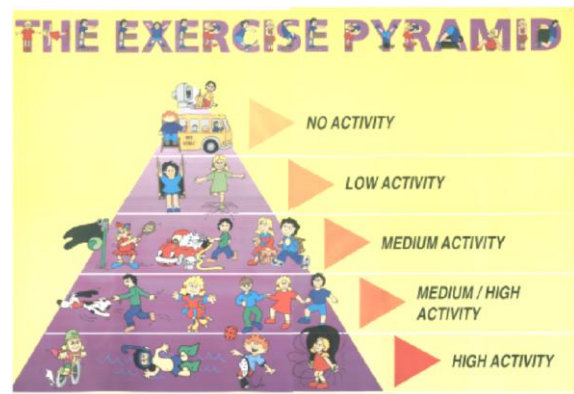 THE EXERCISE PYRAMID
NO ACTIVITY
LOW ACTIVITY
MEDIUM ACTIVITY
MEDIUM / HIGH
ACTIVITY
HIGH ACTIVITY